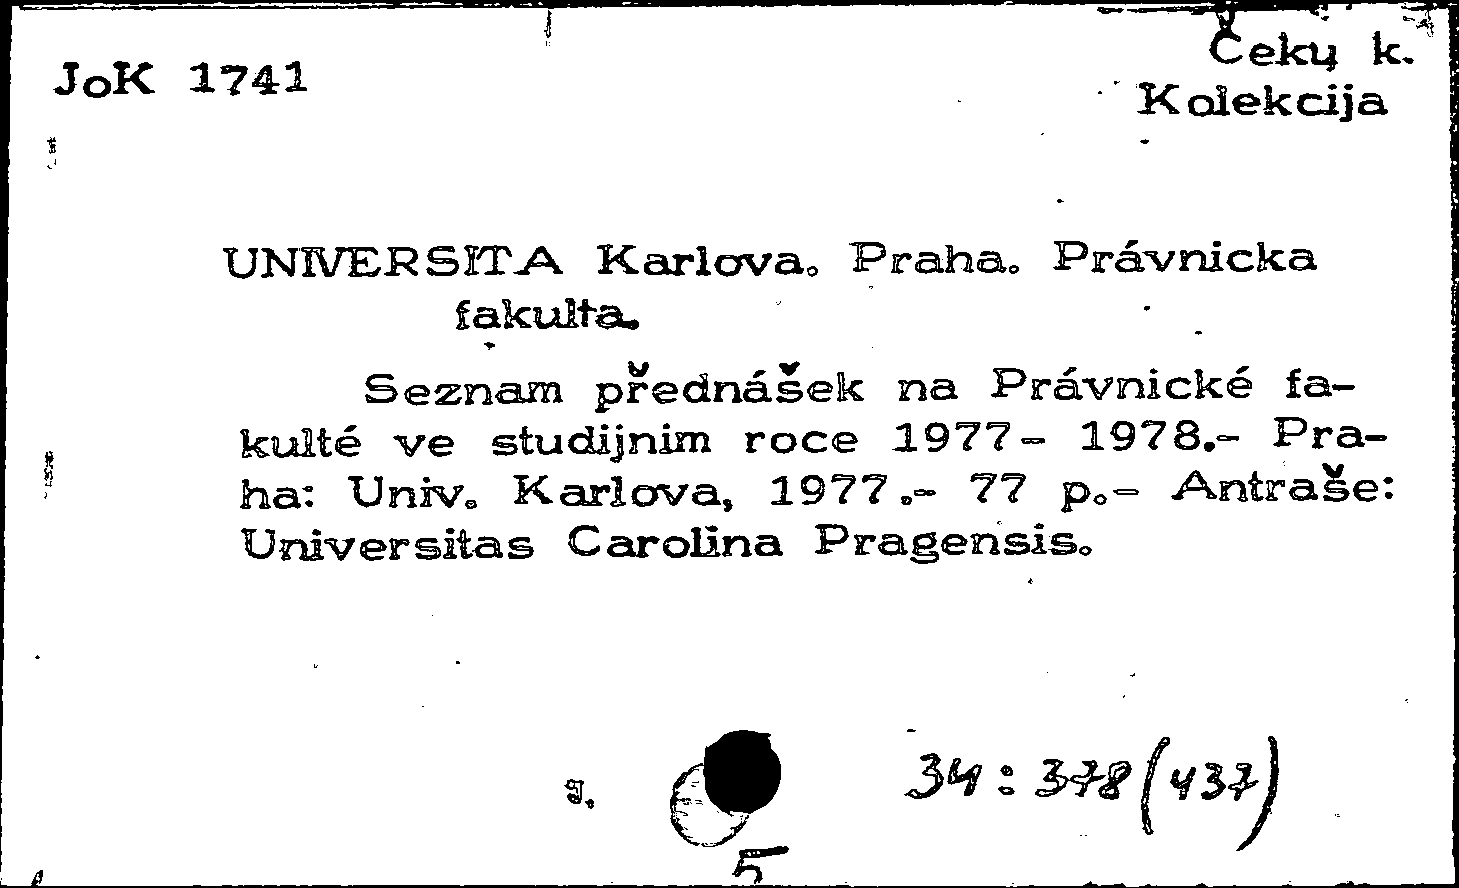 JoK 1741
Čekų k.
Kolekcija
UNIVERSITA Karlova. Praha. Právnicka
fakulta.
Seznam přednášek na Právnické fa-
kulté ve studijnim roce 1977- 1978.- Pra-
ha: Univ. Karlova, 1977.- 77 p.- Antraše:
Universitas Carolina Pragensis.
g.
34:378(437)
5